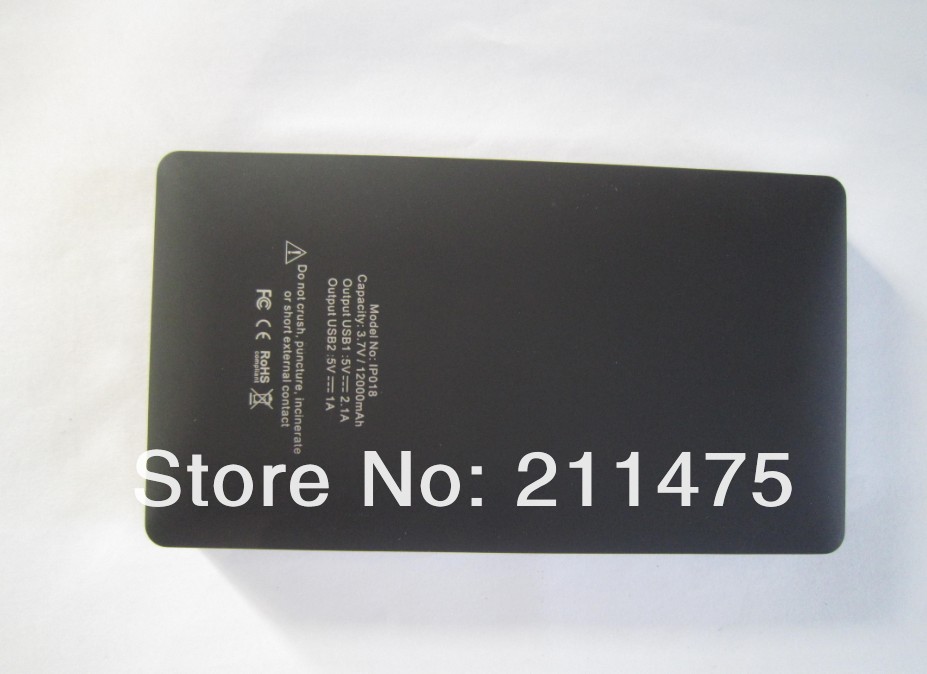 Model No: IP018
Capacity: 3.7V / 12000mAh
Output USB1 :5V⎓ 2.1A
Output USB2 :5V⎓ 1A
Do not crush, puncture, incinerate
or short external contact
FC CE RoHS
compliant
Store No: 211475